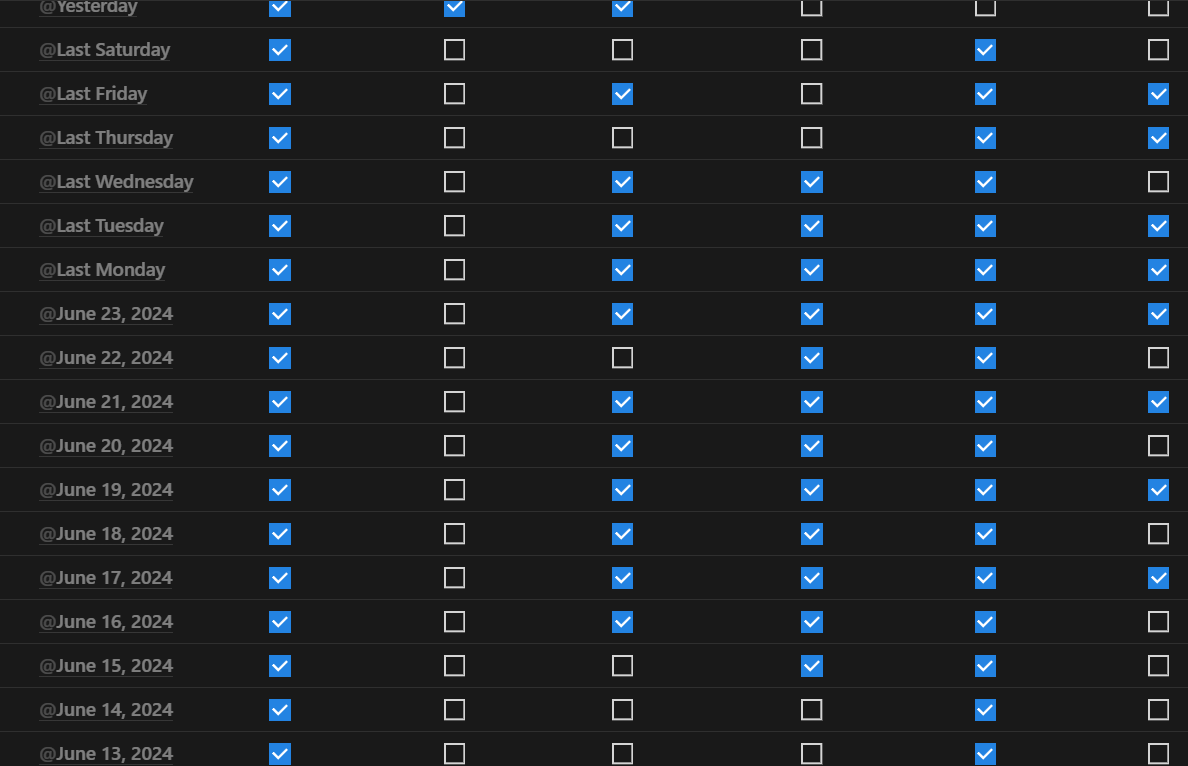 @Yesterday
@Last Saturday
@Last Friday
@Last Thursday
@Last Wednesday
@Last Tuesday
@Last Monday
@June 23, 2024
@June 22, 2024
@June 21, 2024
@June 20, 2024
@June 19, 2024
@June 18, 2024
@June 17, 2024
@June 16, 2024
@June 15, 2024
@June 14, 2024
@June 13, 2024